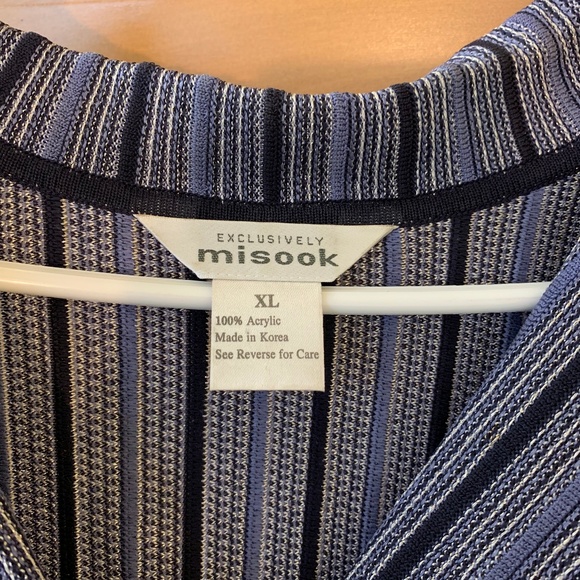 EXCLUSIVELY
misook
XL
100% Acrylic
Made in Korea
See Reverse for Care